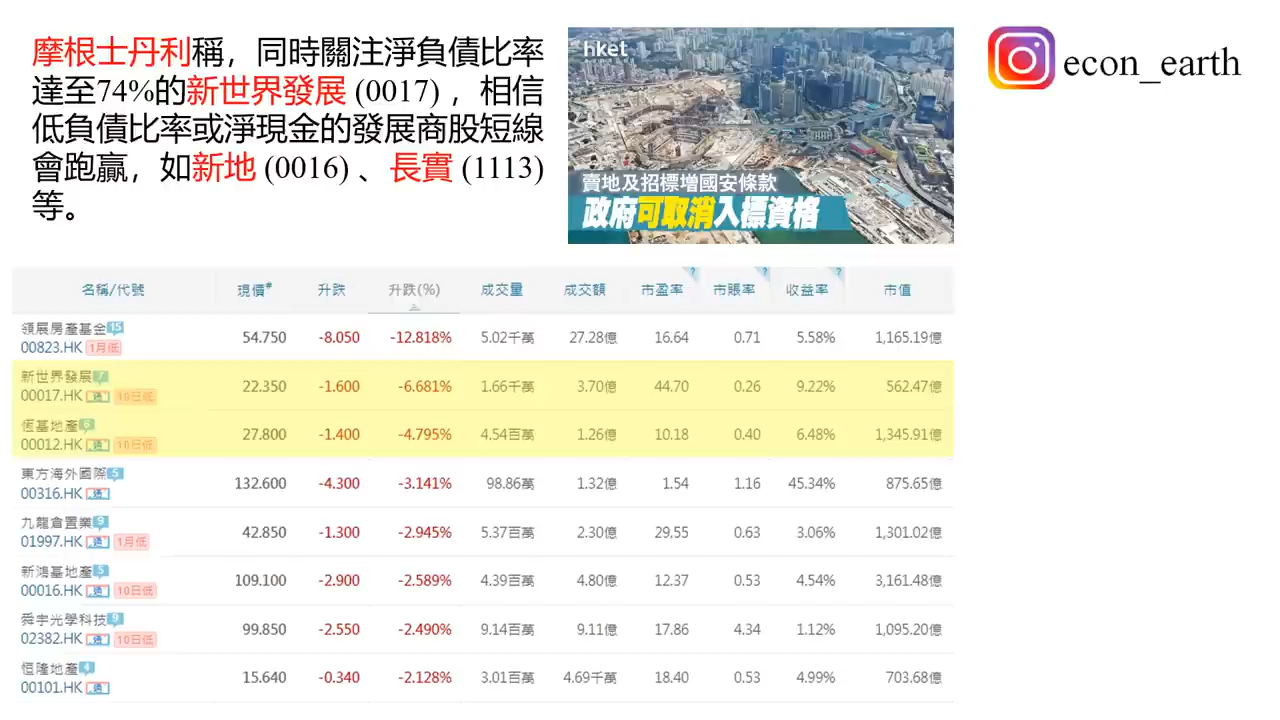 摩根士丹利稱，同時關注淨負債比率
達至74%的新世界發展 (0017) ，相信
低負債比率或淨現金的發展商股短線
會跑贏，如新地 (0016) 、長實 (1113)
等。
hket
賣地及招標增國安條款
政府可取消入標資格
econ_earth
名稱/代號 現價# 升跌 升跌(%) 成交量 成交額 市盈率 ? 市賬率 ? 收益率 ? 市值
領展房產基金 15
00823.HK 1月低 54.750 -8.050 -12.818% 5.02千萬 27.28億 16.64 0.71 5.58% 1,165.19億
新世界發展 7
00017.HK 通 10日低 22.350 -1.600 -6.681% 1.66千萬 3.70億 44.70 0.26 9.22% 562.47億
恆基地產 6
00012.HK 通 10日低 27.800 -1.400 -4.795% 4.54百萬 1.26億 10.18 0.40 6.48% 1,345.91億
東方海外國際 5
00316.HK 通 132.600 -4.300 -3.141% 98.86萬 1.32億 1.54 1.16 45.34% 875.65億
九龍倉置業 9
01997.HK 通 1月低 42.850 -1.300 -2.945% 5.37百萬 2.30億 29.55 0.63 3.06% 1,301.02億
新鴻基地產 5
00016.HK 通 10日低 109.100 -2.900 -2.589% 4.39百萬 4.80億 12.37 0.53 4.54% 3,161.48億
舜宇光學科技 9
02382.HK 通 10日低 99.850 -2.550 -2.490% 9.14百萬 9.11億 17.86 4.34 1.12% 1,095.20億
恒隆地產 4
00101.HK 通 15.640 -0.340 -2.128% 3.01百萬 4.69千萬 18.40 0.53 4.99% 703.68億